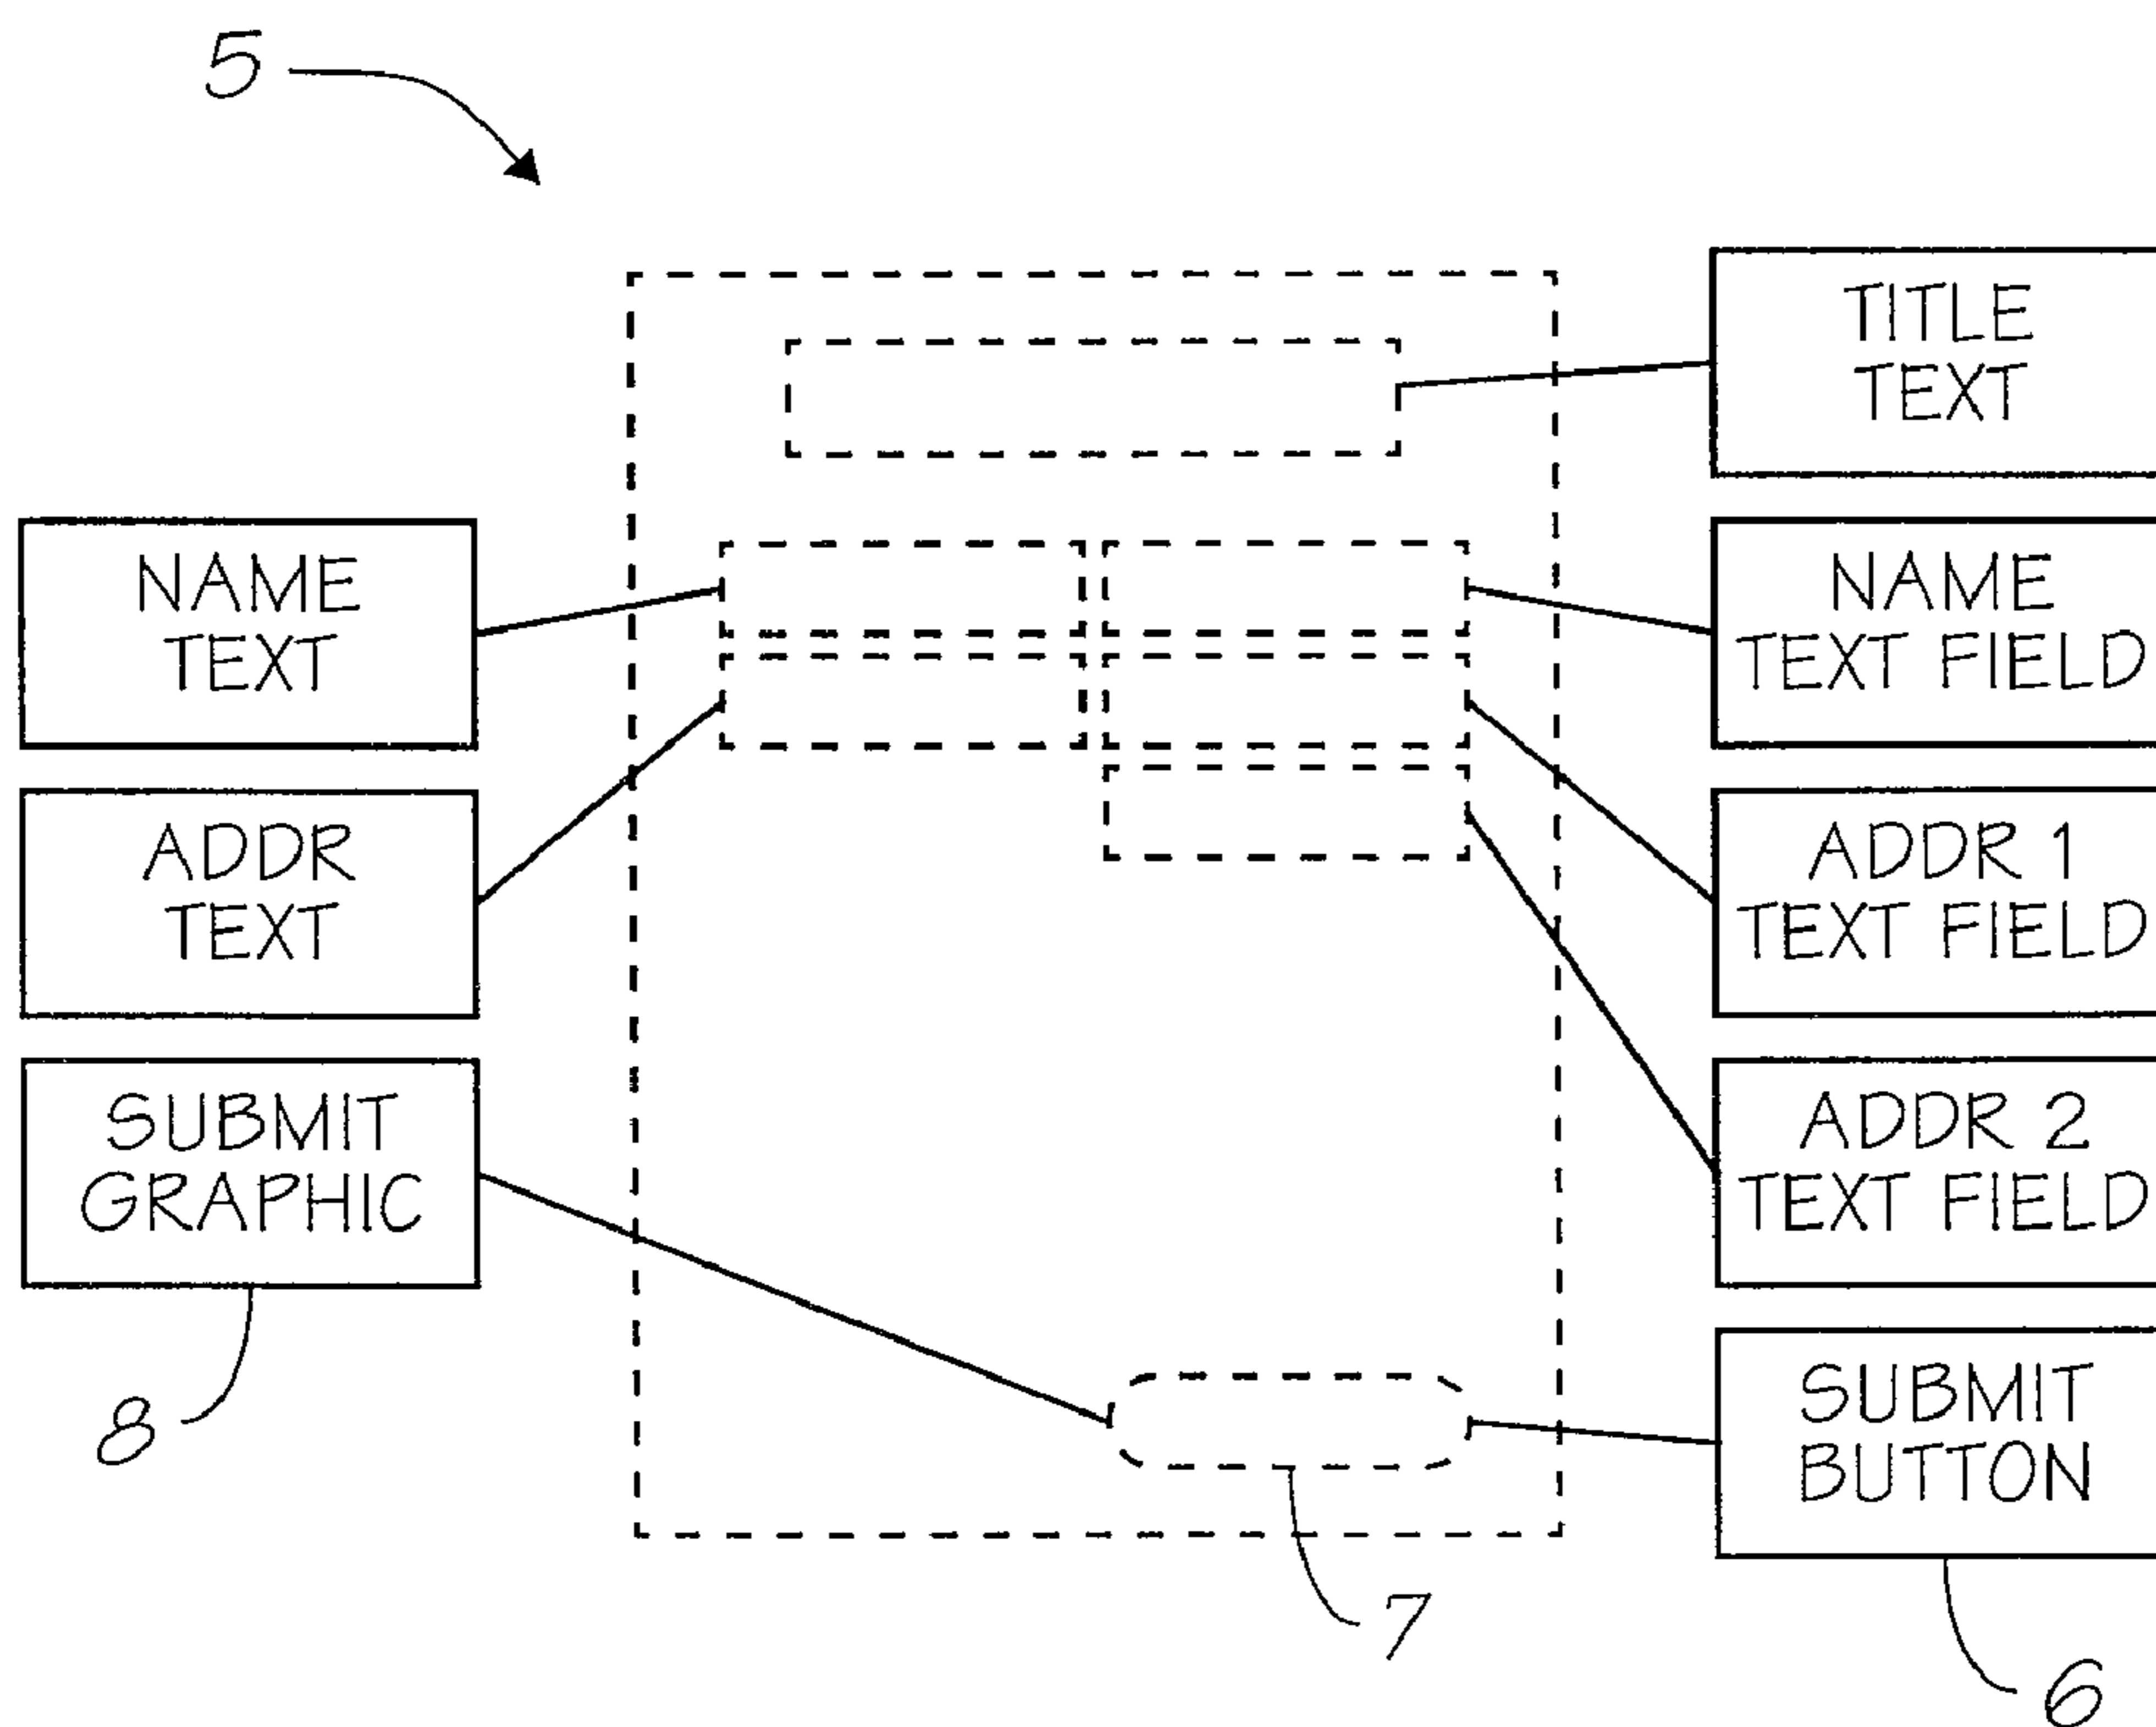 5
TITLE
TEXT
NAME
TEXT
NAME
TEXT FIELD
ADDR
TEXT
ADDR 1
TEXT FIELD
SUBMIT
GRAPHIC
ADDR 2
TEXT FIELD
SUBMIT
BUTTON
8
7
6